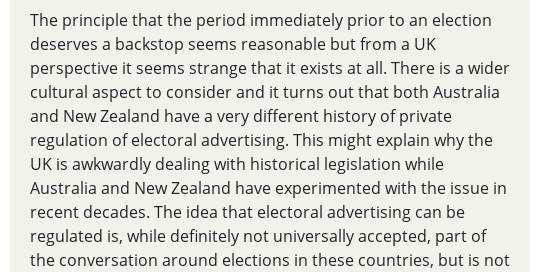 The principle that the period immediately prior to an election
deserves a backstop seems reasonable but from a UK
perspective it seems strange that it exists at all. There is a wider
cultural aspect to consider and it turns out that both Australia
and New Zealand have a very different history of private
regulation of electoral advertising. This might explain why the
UK is awkwardly dealing with historical legislation while
Australia and New Zealand have experimented with the issue in
recent decades. The idea that electoral advertising can be
regulated is, while definitely not universally accepted, part of
the conversation around elections in these countries, but is not